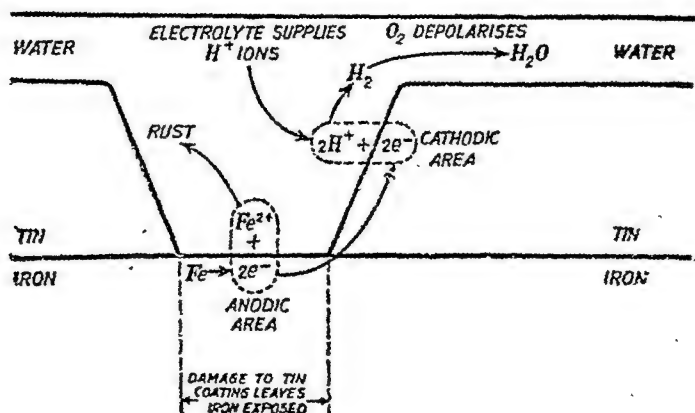 ELECTROLYTE SUPPLIES
H⁺ IONS
O₂ DEPOLARISES
WATER
H₂
H₂O
WATER
RUST
2H⁺ + 2e⁻
CATHODIC
AREA
Fe²⁺
+
TIN
TIN
IRON
Fe
2e⁻
IRON
ANODIC
AREA
DAMAGE TO TIN
COATING LEAVES
IRON EXPOSED